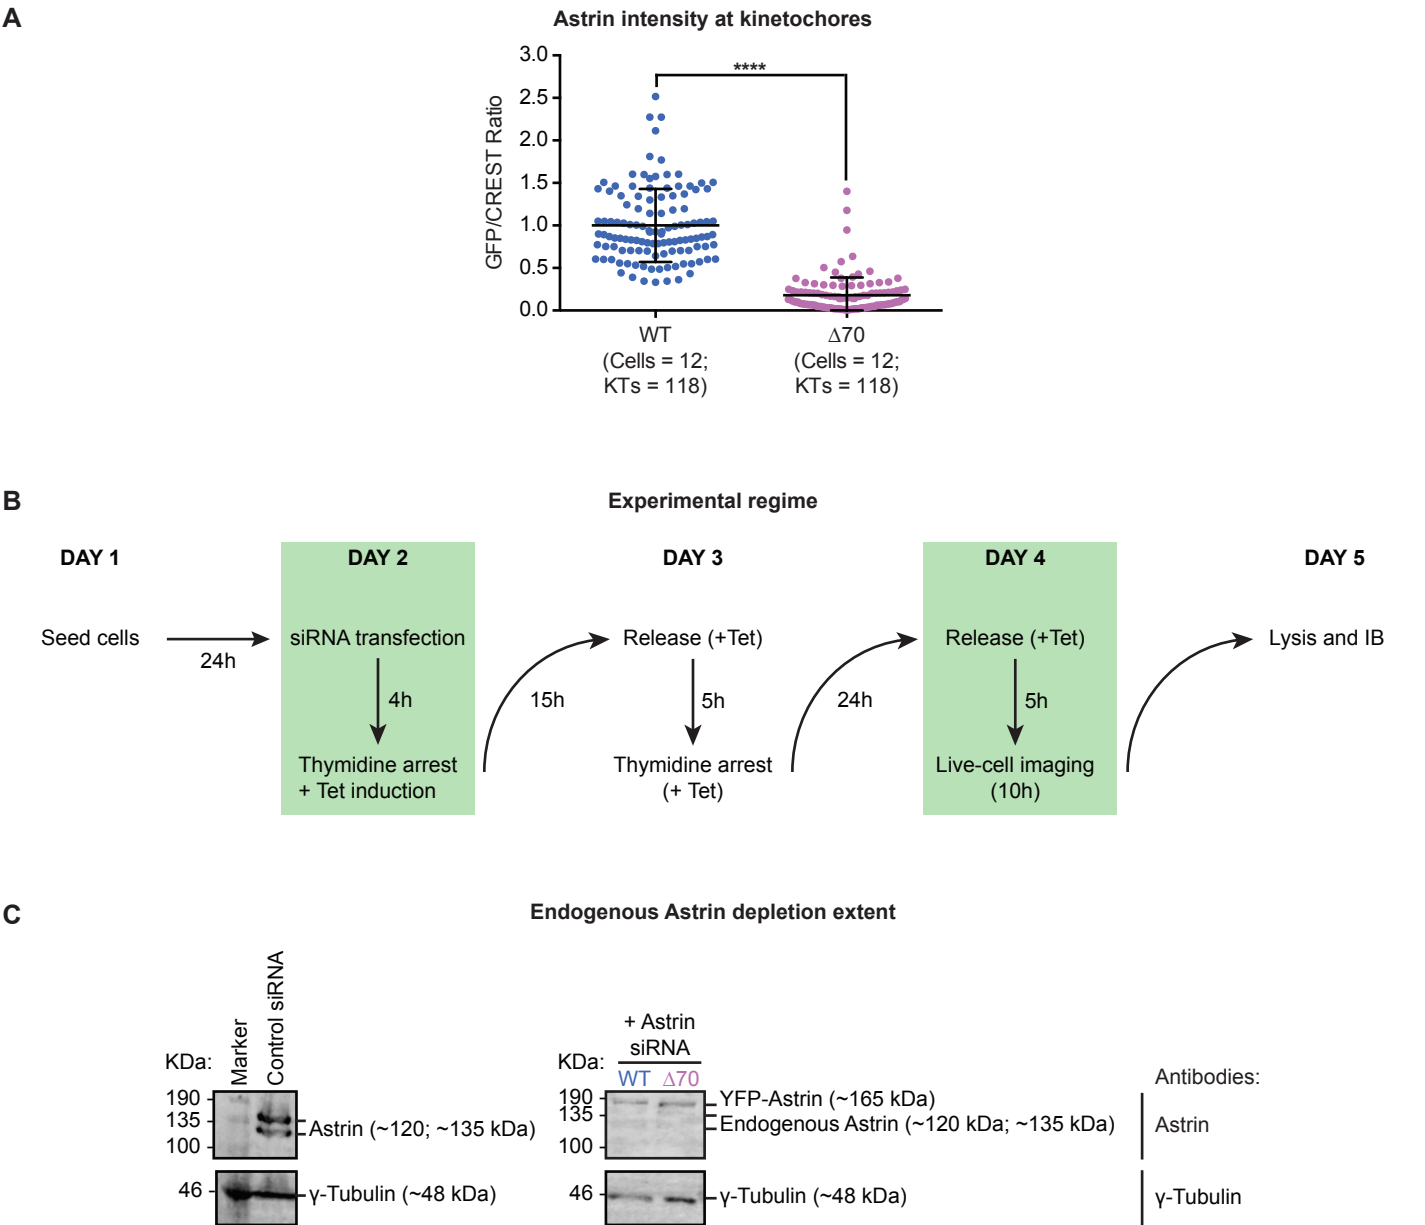 A
Astrin intensity at kinetochores
****
GFP/CREST Ratio
3.0
2.5
2.0
1.5
1.0
0.5
0.0
WT
(Cells = 12;
KTs = 118)
Δ70
(Cells = 12;
KTs = 118)
B
Experimental regime
DAY 1
DAY 2
DAY 3
DAY 4
DAY 5
Seed cells
24h
siRNA transfection
4h
Thymidine arrest
+ Tet induction
15h
Release (+Tet)
5h
Thymidine arrest
(+ Tet)
24h
Release (+Tet)
5h
Live-cell imaging
(10h)
Lysis and IB
C
Endogenous Astrin depletion extent
KDa:
Marker
Control siRNA
190
135
100
Astrin (~120; ~135 kDa)
46
γ-Tubulin (~48 kDa)
+ Astrin
siRNA
KDa:
WT
Δ70
190
135
100
YFP-Astrin (~165 kDa)
Endogenous Astrin (~120 kDa; ~135 kDa)
46
γ-Tubulin (~48 kDa)
Antibodies:
Astrin
γ-Tubulin